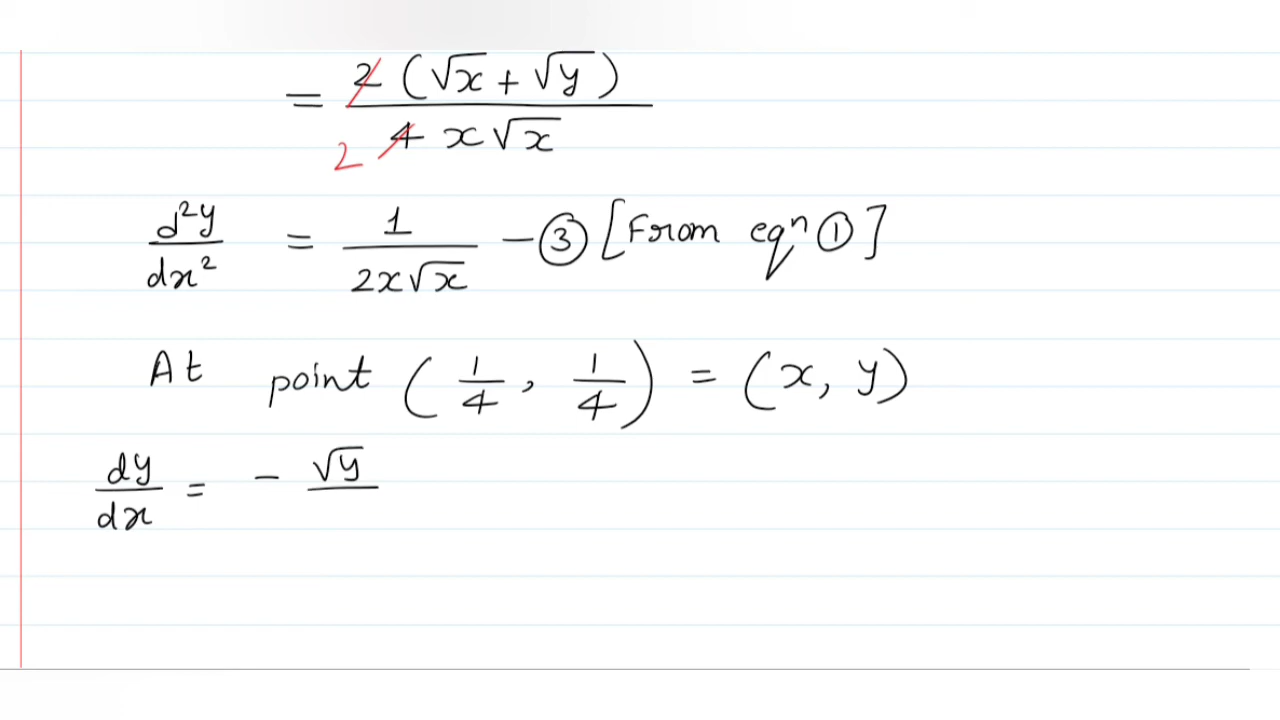 = 2 (√x + √y)
2 4 x√x
d²y/dx² = 1/2x√x - ③ [From eqⁿ ①]
At point (1/4, 1/4) = (x, y)
dy/dx = - √y